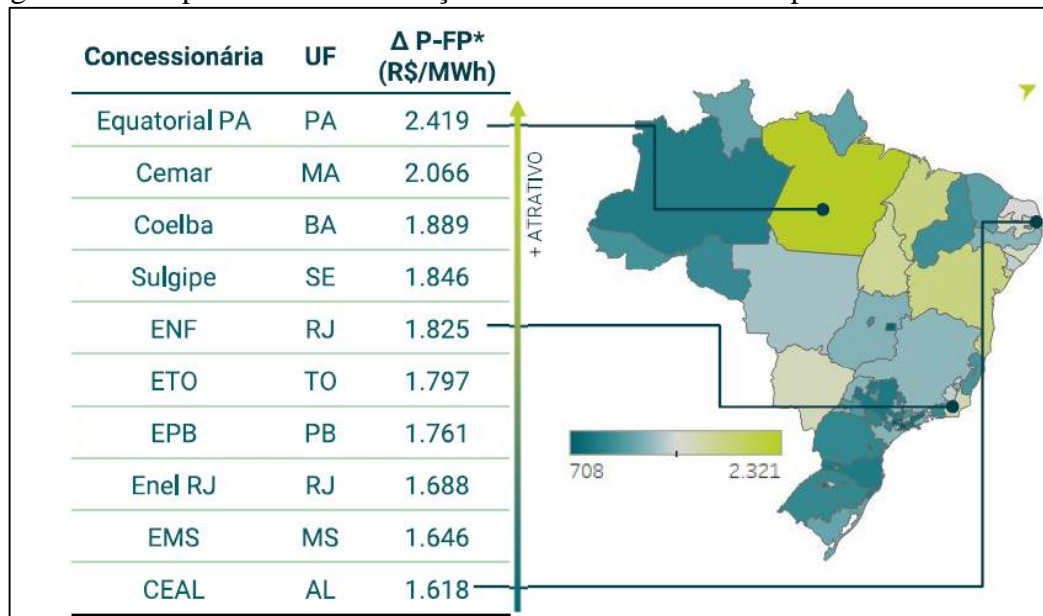 Concessionária UF Δ P-FP* (R$/MWh)
Equatorial PA PA 2.419
Cemar MA 2.066
Coelba BA 1.889
Sulgipe SE 1.846
ENF RJ 1.825
ETO TO 1.797
EPB PB 1.761
Enel RJ RJ 1.688
EMS MS 1.646
CEAL AL 1.618
+ ATRATIVO
708 2.321